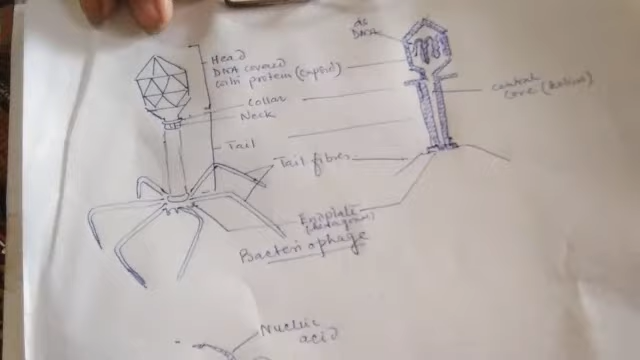 Head
DNA covered
with protein (capsid)
ds
DNA
Collar
Neck
central
core (hollow)
Tail
Tail fibres
Endplate
(hexagonal)
Bacteriophage
Nucleic
acid